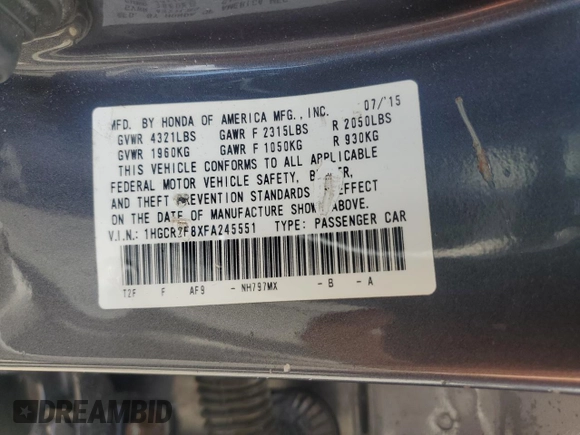 MFD. BY HONDA OF AMERICA MFG., INC. 07/'15
GVWR 4321LBS GAWR F 2315LBS R 2050LBS
GVWR 1960KG GAWR F 1050KG R 930KG
THIS VEHICLE CONFORMS TO ALL APPLICABLE
FEDERAL MOTOR VEHICLE SAFETY,
AND THEFT PREVENTION STANDARDS EFFECT
ON THE DATE OF MANUFACTURE SHOWN ABOVE.
V.I.N.: TYPE: PASSENGER CAR
T2F F AF9 - NH797MX - B - A
DREAMBID